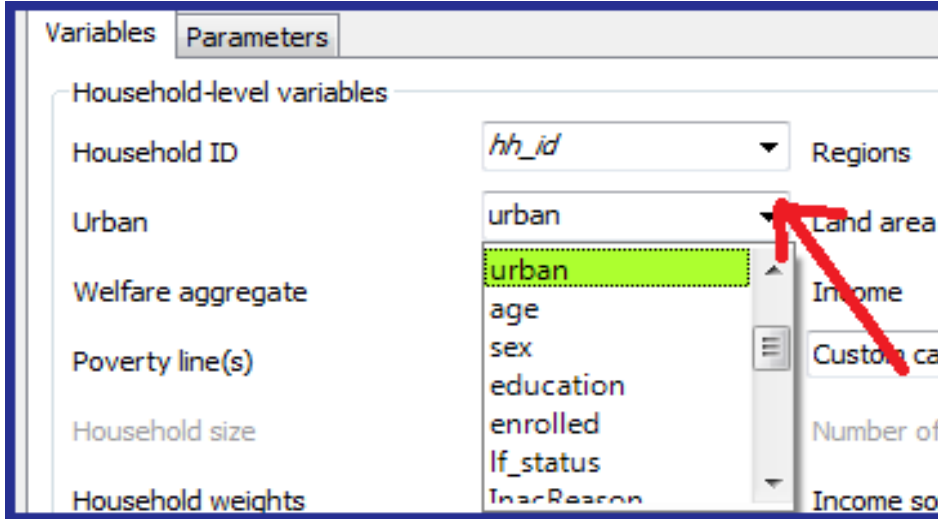 Variables Parameters
Household-level variables
Household ID hh_id Regions
Urban urban Land area
urban
Welfare aggregate age Income
sex
Poverty line(s) Custom ca
education
Household size enrolled Number of
lf_status
Household weights InacReason Income so